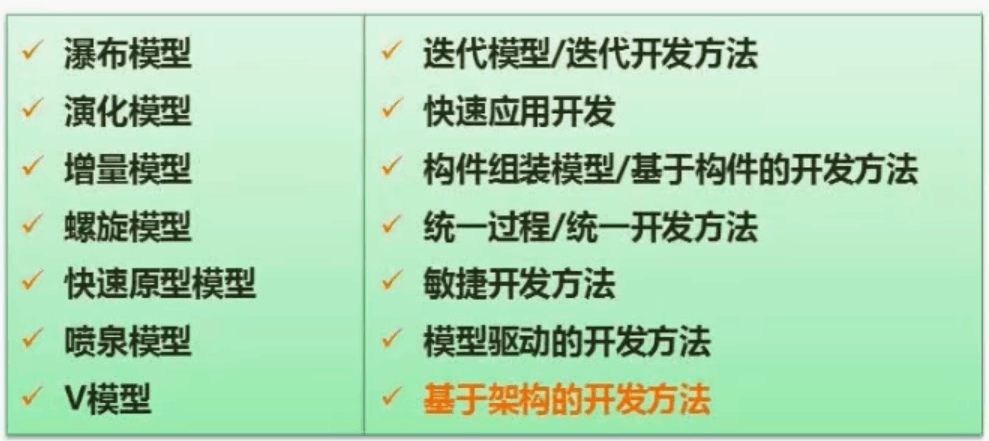 瀑布模型
演化模型
增量模型
螺旋模型
快速原型模型
喷泉模型
V模型
迭代模型/迭代开发方法
快速应用开发
构件组装模型/基于构件的开发方法
统一过程/统一开发方法
敏捷开发方法
模型驱动的开发方法
基于架构的开发方法